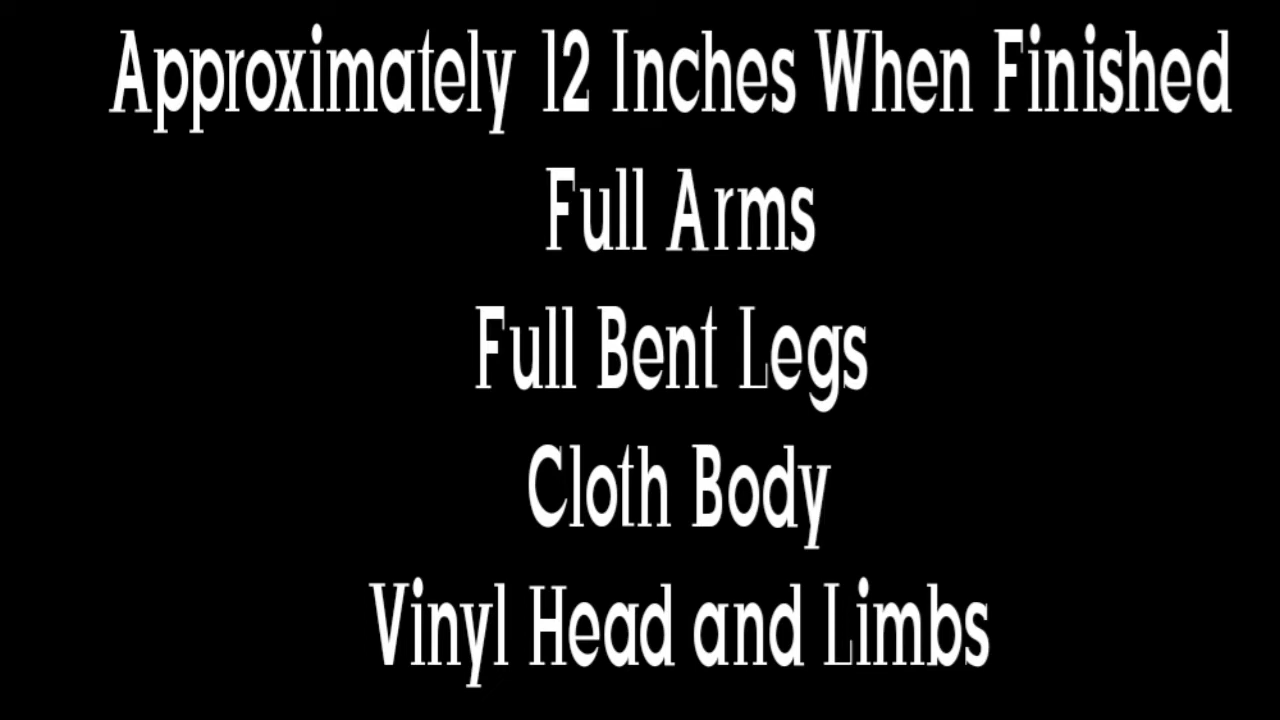 Approximately 12 Inches When Finished
Full Arms
Full Bent Legs
Cloth Body
Vinyl Head and Limbs